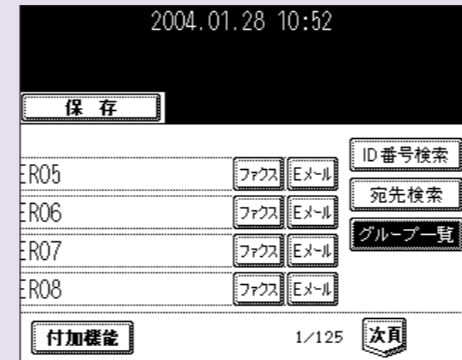 2004.01.28 10:52
保存
ID番号検索
ER05 ファクス Eメール
宛先検索
ER06 ファクス Eメール
グループ一覧
ER07 ファクス Eメール
ER08 ファクス Eメール
付加機能 1/125 次頁